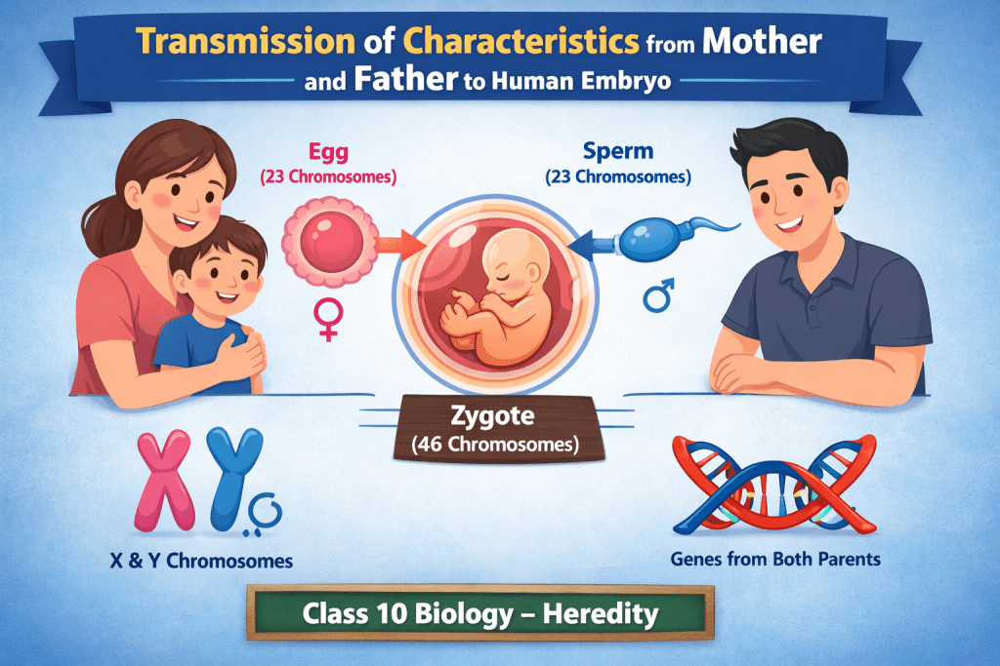 Transmission of Characteristics from Mother
and Father to Human Embryo
Egg
(23 Chromosomes)
Sperm
(23 Chromosomes)
Zygote
(46 Chromosomes)
X & Y Chromosomes
Genes from Both Parents
Class 10 Biology – Heredity